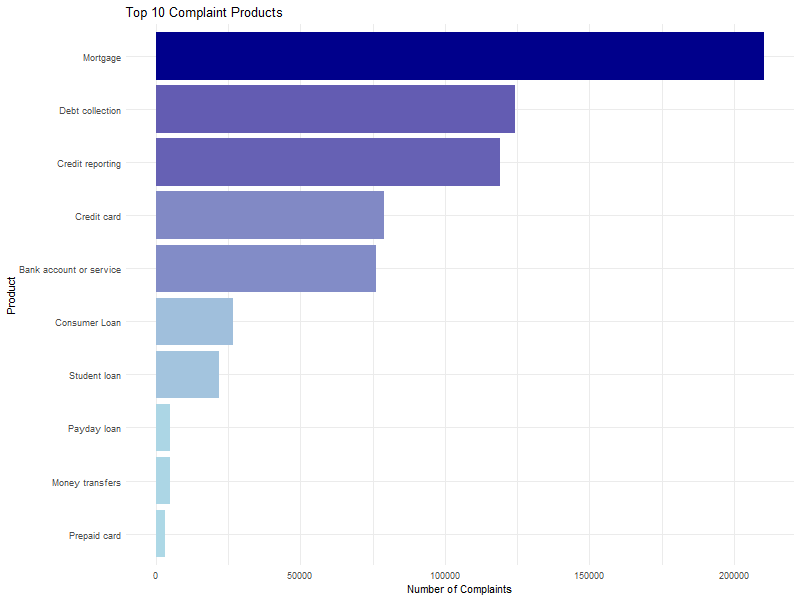 Top 10 Complaint Products
Product
Mortgage
Debt collection
Credit reporting
Credit card
Bank account or service
Consumer Loan
Student loan
Payday loan
Money transfers
Prepaid card
0 50000 100000 150000 200000
Number of Complaints